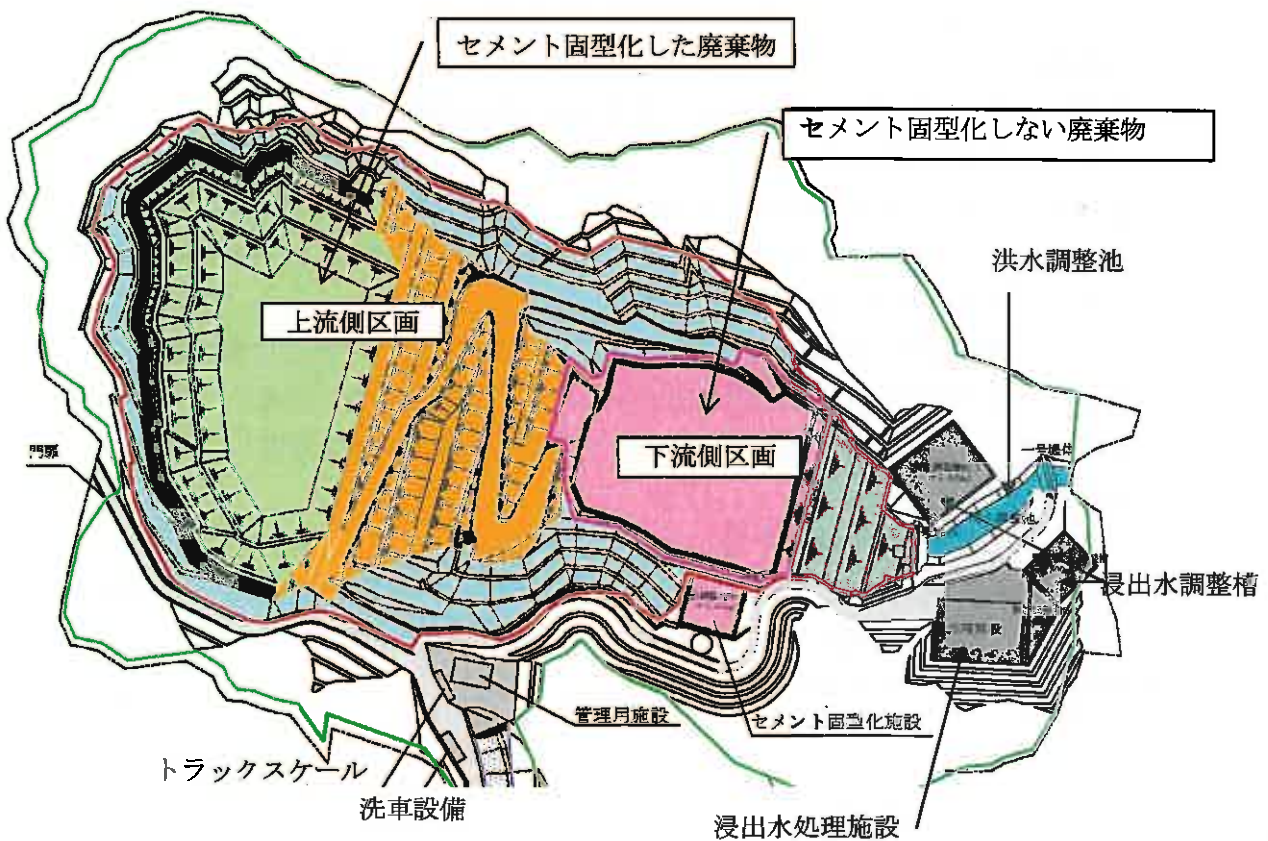 セメント固型化した廃棄物
セメント固型化しない廃棄物
洪水調整池
上流側区画
下流側区画
門扉
浸出水調整槽
管理用施設
セメント固型化施設
トラックスケール
洗車設備
浸出水処理施設